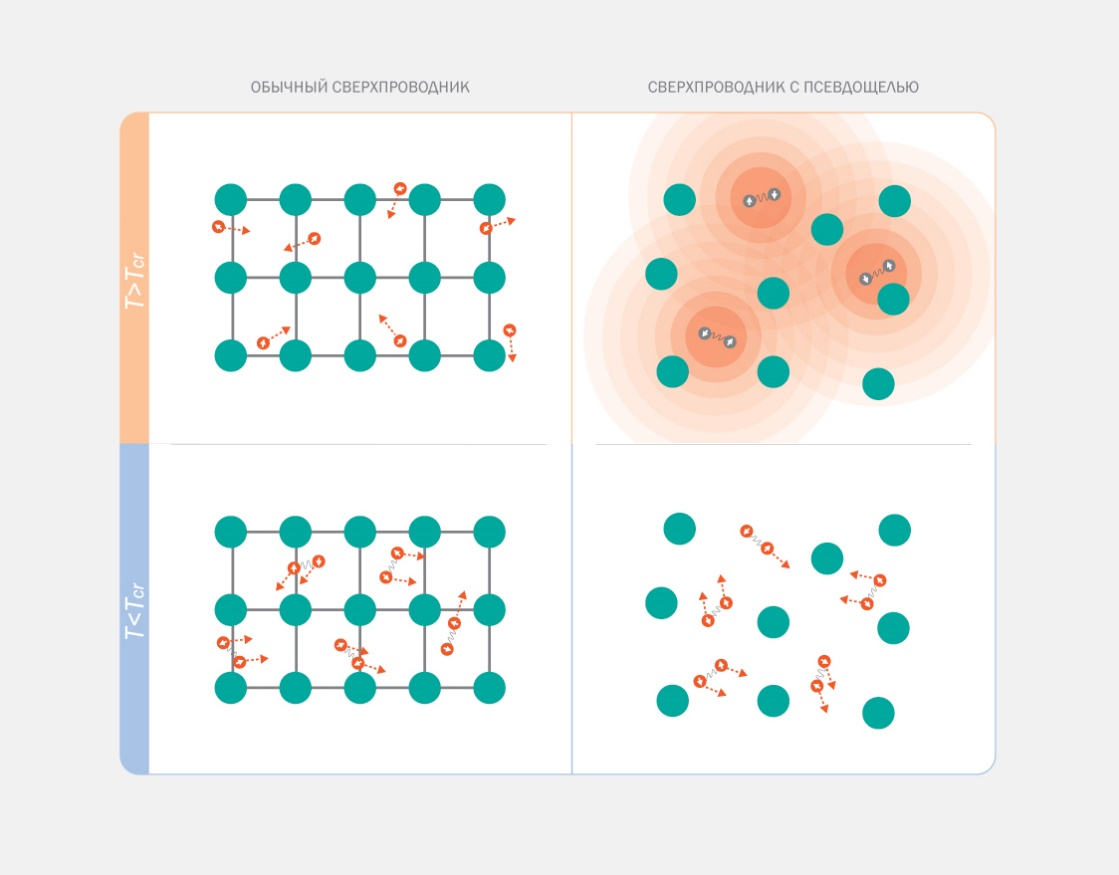 ОБЫЧНЫЙ СВЕРХПРОВОДНИК
СВЕРХПРОВОДНИК С ПСЕВДОЩЕЛЬЮ
T>Tcr
T<Tcr